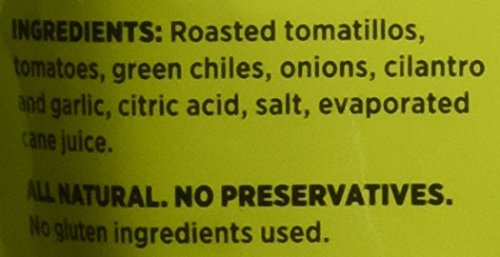 INGREDIENTS: Roasted tomatillos,
tomatoes, green chiles, onions, cilantro
and garlic, citric acid, salt, evaporated
cane juice.
ALL NATURAL. NO PRESERVATIVES.
No gluten ingredients used.